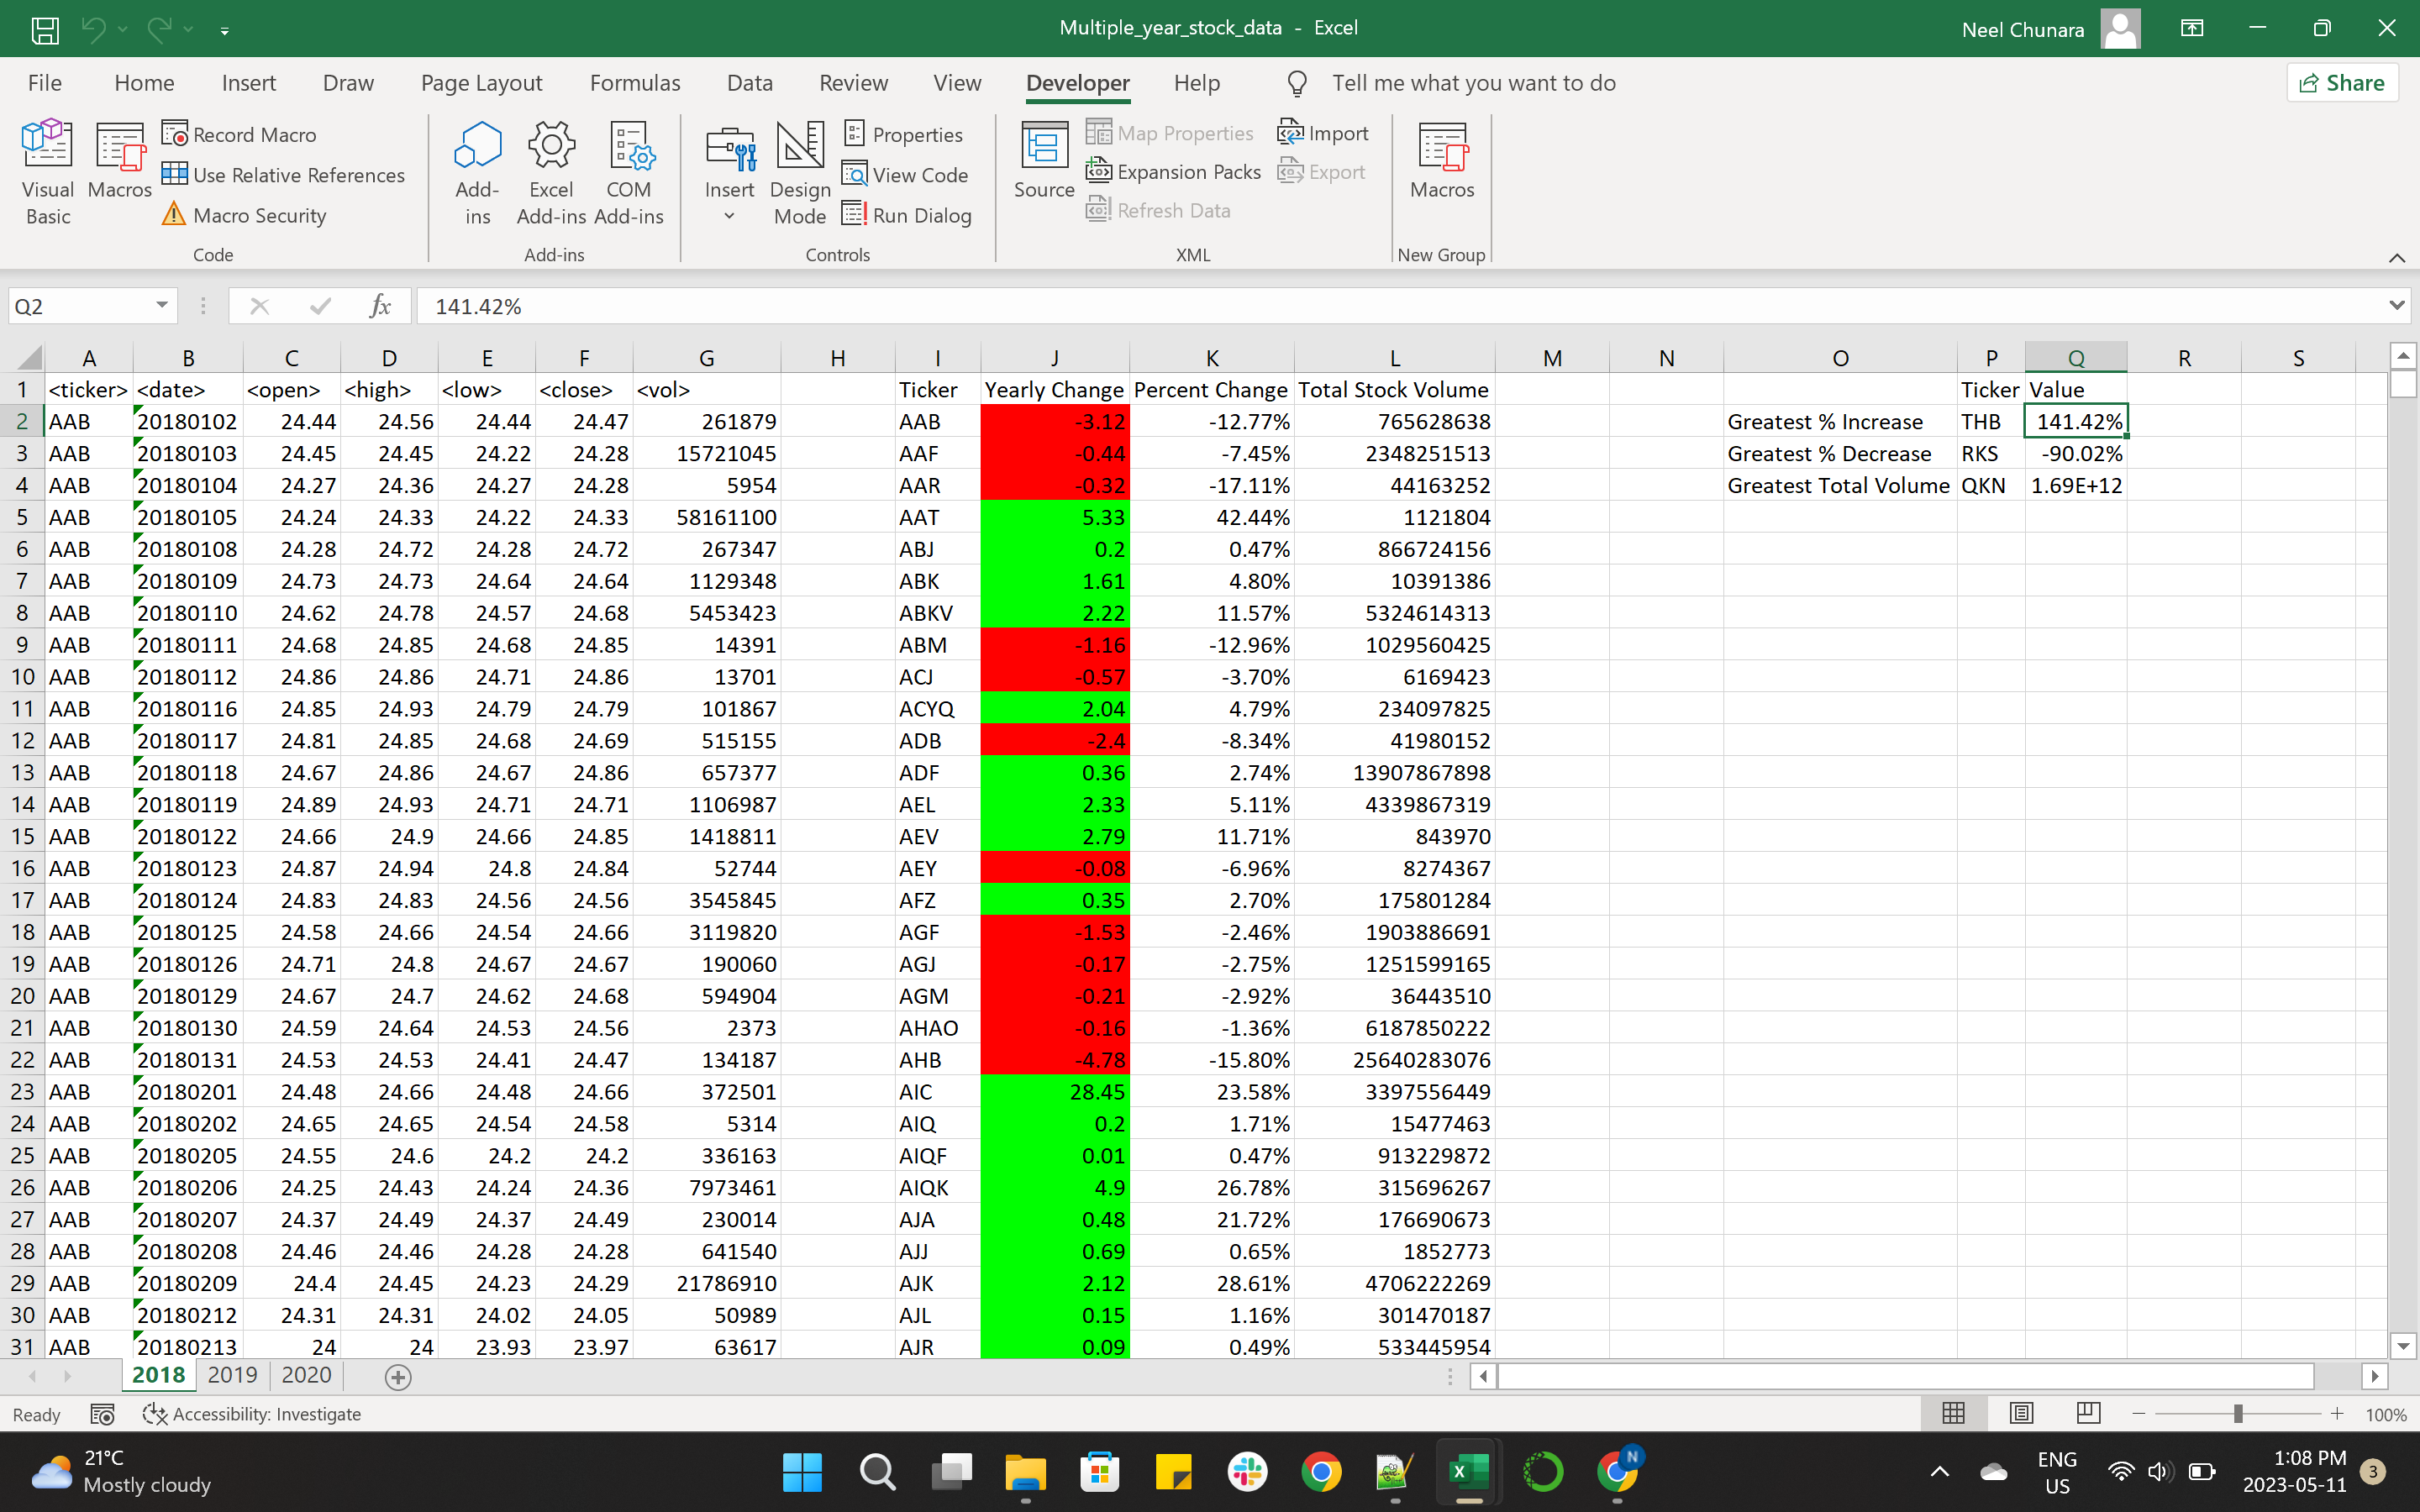 Multiple_year_stock_data - Excel
Neel Chunara
File Home Insert Draw Page Layout Formulas Data Review View Developer Help Tell me what you want to do Share
Visual Basic
Macros
Record Macro
Use Relative References
Macro Security
Code
Add-ins
Excel Add-ins
COM Add-ins
Add-ins
Insert
Design Mode
Properties
View Code
Run Dialog
Controls
Source
Map Properties
Expansion Packs
Refresh Data
Import
Export
XML
Macros
New Group
Q2 fx 141.42%
A B C D E F G H I J K L M N O P Q R S
1 <ticker> <date> <open> <high> <low> <close> <vol> Ticker Yearly Change Percent Change Total Stock Volume Ticker Value
2 AAB 20180102 24.44 24.56 24.44 24.47 261879 AAB -3.12 -12.77% 765628638 Greatest % Increase THB 141.42%
3 AAB 20180103 24.45 24.45 24.22 24.28 15721045 AAF -0.44 -7.45% 2348251513 Greatest % Decrease RKS -90.02%
4 AAB 20180104 24.27 24.36 24.27 24.28 5954 AAR -0.32 -17.11% 44163252 Greatest Total Volume QKN 1.69E+12
5 AAB 20180105 24.24 24.33 24.22 24.33 58161100 AAT 5.33 42.44% 1121804
6 AAB 20180108 24.28 24.72 24.28 24.72 267347 ABJ 0.2 0.47% 866724156
7 AAB 20180109 24.73 24.73 24.64 24.64 1129348 ABK 1.61 4.80% 10391386
8 AAB 20180110 24.62 24.78 24.57 24.68 5453423 ABKV 2.22 11.57% 5324614313
9 AAB 20180111 24.68 24.85 24.68 24.85 14391 ABM -1.16 -12.96% 1029560425
10 AAB 20180112 24.86 24.86 24.71 24.86 13701 ACJ -0.57 -3.70% 6169423
11 AAB 20180116 24.85 24.93 24.79 24.79 101867 ACYQ 2.04 4.79% 234097825
12 AAB 20180117 24.81 24.85 24.68 24.69 515155 ADB -2.4 -8.34% 41980152
13 AAB 20180118 24.67 24.86 24.67 24.86 657377 ADF 0.36 2.74% 13907867898
14 AAB 20180119 24.89 24.93 24.71 24.71 1106987 AEL 2.33 5.11% 4339867319
15 AAB 20180122 24.66 24.9 24.66 24.85 1418811 AEV 2.79 11.71% 843970
16 AAB 20180123 24.87 24.94 24.8 24.84 52744 AEY -0.08 -6.96% 8274367
17 AAB 20180124 24.83 24.83 24.56 24.56 3545845 AFZ 0.35 2.70% 175801284
18 AAB 20180125 24.58 24.66 24.54 24.66 3119820 AGF -1.53 -2.46% 1903886691
19 AAB 20180126 24.71 24.8 24.67 24.67 190060 AGJ -0.17 -2.75% 1251599165
20 AAB 20180129 24.67 24.7 24.62 24.68 594904 AGM -0.21 -2.92% 36443510
21 AAB 20180130 24.59 24.64 24.53 24.56 2373 AHAO -0.16 -1.36% 6187850222
22 AAB 20180131 24.53 24.53 24.41 24.47 134187 AHB -4.78 -15.80% 25640283076
23 AAB 20180201 24.48 24.66 24.48 24.66 372501 AIC 28.45 23.58% 3397556449
24 AAB 20180202 24.65 24.65 24.54 24.58 5314 AIQ 0.2 1.71% 15477463
25 AAB 20180205 24.55 24.6 24.2 24.2 336163 AIQF 0.01 0.47% 913229872
26 AAB 20180206 24.25 24.43 24.24 24.36 7973461 AIQK 4.9 26.78% 315696267
27 AAB 20180207 24.37 24.49 24.37 24.49 230014 AJA 0.48 21.72% 176690673
28 AAB 20180208 24.46 24.46 24.28 24.28 641540 AJJ 0.69 0.65% 1852773
29 AAB 20180209 24.4 24.45 24.23 24.29 21786910 AJK 2.12 28.61% 4706222269
30 AAB 20180212 24.31 24.31 24.02 24.05 50989 AJL 0.15 1.16% 301470187
31 AAB 20180213 24 24 23.93 23.97 63617 AJR 0.09 0.49% 533445954
2018 2019 2020
Ready Accessibility: Investigate 100%
21°C
Mostly cloudy
N
ENG
US
1:08 PM
2023-05-11
3